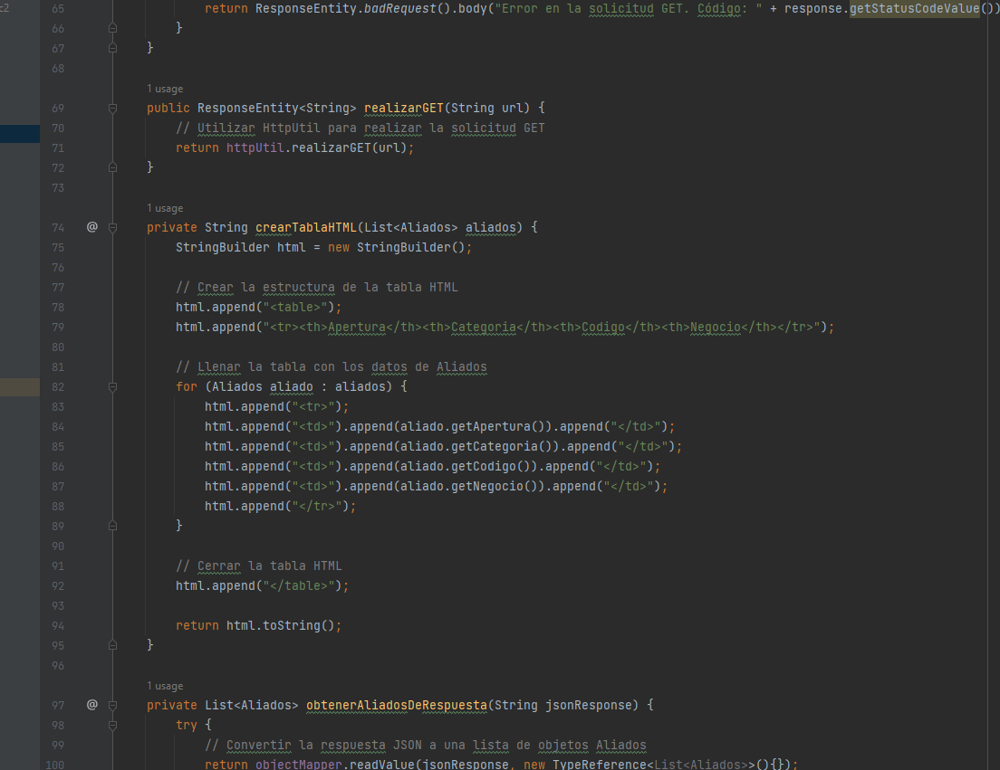 c2
65 return ResponseEntity.badRequest().body("Error en la solicitud GET. Código: " + response.getStatusCodeValue())
66 }
67 }
68
1 usage
69 public ResponseEntity<String> realizarGET(String url) {
70 // Utilizar HttpUtil para realizar la solicitud GET
71 return httpUtil.realizarGET(url);
72 }
73
1 usage
74 @ private String crearTablaHTML(List<Aliados> aliados) {
75 StringBuilder html = new StringBuilder();
76
77 // Crear la estructura de la tabla HTML
78 html.append("<table>");
79 html.append("<tr><th>Apertura</th><th>Categoria</th><th>Codigo</th><th>Negocio</th></tr>");
80
81 // Llenar la tabla con los datos de Aliados
82 for (Aliados aliado : aliados) {
83 html.append("<tr>");
84 html.append("<td>").append(aliado.getApertura()).append("</td>");
85 html.append("<td>").append(aliado.getCategoria()).append("</td>");
86 html.append("<td>").append(aliado.getCodigo()).append("</td>");
87 html.append("<td>").append(aliado.getNegocio()).append("</td>");
88 html.append("</tr>");
89 }
90
91 // Cerrar la tabla HTML
92 html.append("</table>");
93
94 return html.toString();
95 }
96
1 usage
97 @ private List<Aliados> obtenerAliadosDeRespuesta(String jsonResponse) {
98 try {
99 // Convertir la respuesta JSON a una lista de objetos Aliados
100 return objectMapper.readValue(jsonResponse, new TypeReference<List<Aliados>>(){});